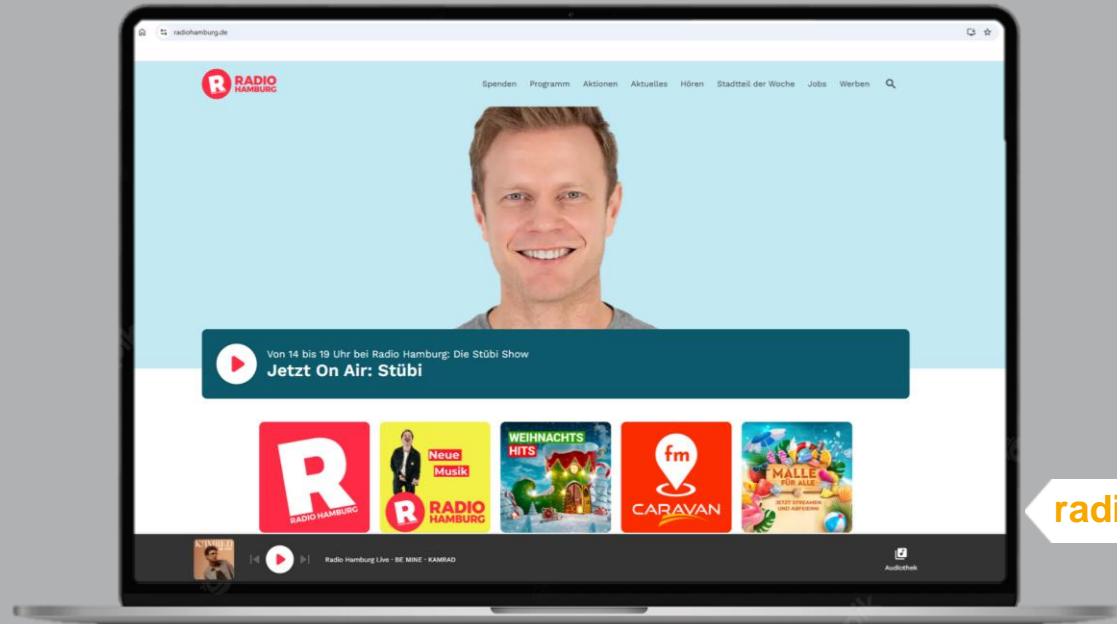 radiohamburg.de
RADIO
HAMBURG
Spenden Programm Aktionen Aktuelles Hören Stadtteil der Woche Jobs Werben
Von 14 bis 19 Uhr bei Radio Hamburg: Die Stübi Show
Jetzt On Air: Stübi
R
RADIO HAMBURG
Neue
Musik
R RADIO
HAMBURG
WEIHNACHTS
HITS
fm
CARAVAN
MALLE
FÜR ALLE
JETZT STREAMEN
UND ABFEIERN!
KAMRAD
Radio Hamburg Live - BE MINE - KAMRAD
Audiothek
radi